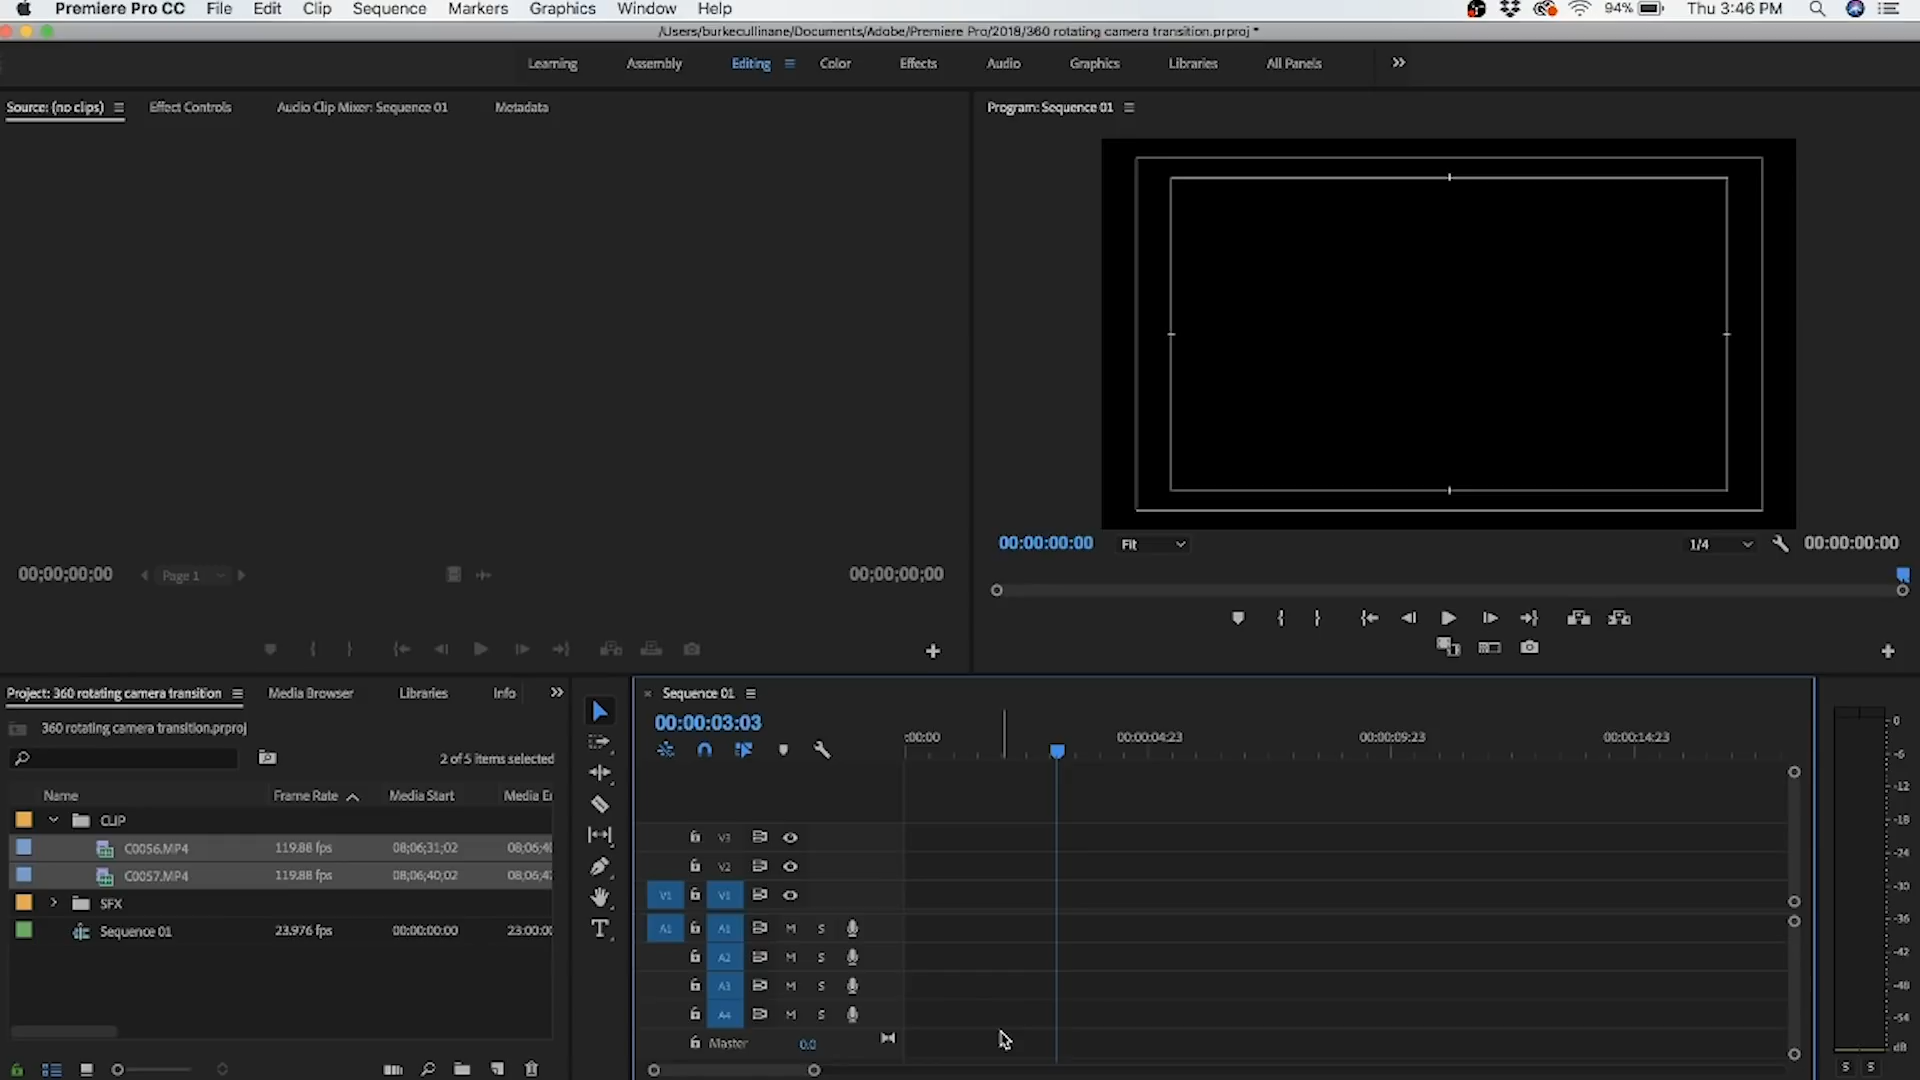 Premiere Pro CC File Edit Clip Sequence Markers Graphics Window Help 94% Thu 3:46 PM
/Users/burkecullinane/Documents/Adobe/Premiere Pro/2018/360 rotating camera transition.prproj *
Learning Assembly Editing Color Effects Audio Graphics Libraries All Panels
Source: (no clips) Effect Controls Audio Clip Mixer: Sequence 01 Metadata
Program: Sequence 01
00:00:00:00 Fit 1/4 00:00:00:00
00;00;00;00 Page 1 00;00;00;00
Project: 360 rotating camera transition Media Browser Libraries Info
360 rotating camera transition.prproj
2 of 5 items selected
Name Frame Rate Media Start Media E
CLIP
C0056.MP4 119.88 fps 08;06;31;02 08;06;4
C0057.MP4 119.88 fps 08;06;40;02 08;06;4
SFX
Sequence 01 23.976 fps 00:00:00:00 23:00:0
Sequence 01
00:00:03:03
:00:00 00:00:04:23 00:00:09:23 00:00:14:23
V3
V2
V1 V1
A1 A1 M S
A2 M S
A3 M S
A4 M S
Master 0.0
0
-6
-12
-18
-24
-30
-36
-42
-48
-54
dB
S S